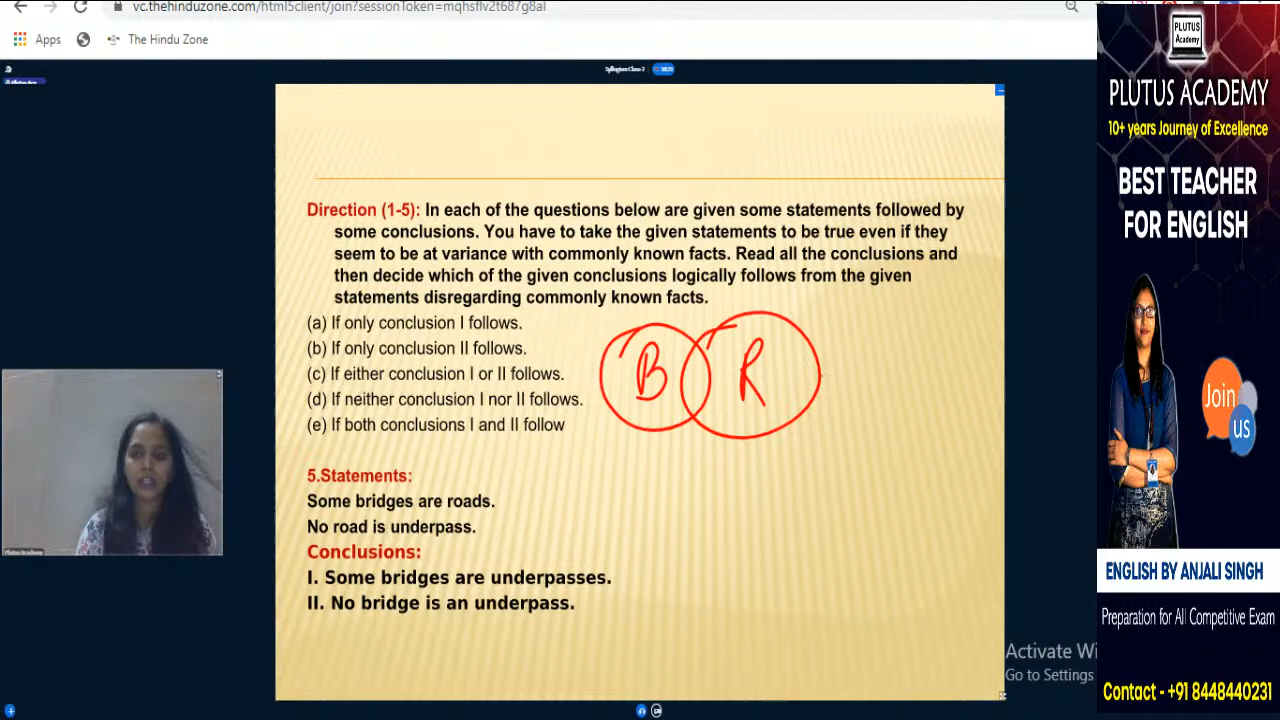 vc.thehinduzone.com/html5client/join?sessionToken=mqhsflv2t687g8al
Apps
The Hindu Zone
Syllogism Class-2
Direction (1-5): In each of the questions below are given some statements followed by
some conclusions. You have to take the given statements to be true even if they
seem to be at variance with commonly known facts. Read all the conclusions and
then decide which of the given conclusions logically follows from the given
statements disregarding commonly known facts.
(a) If only conclusion I follows.
(b) If only conclusion II follows.
(c) If either conclusion I or II follows.
(d) If neither conclusion I nor II follows.
(e) If both conclusions I and II follow
B R
5.Statements:
Some bridges are roads.
No road is underpass.
Conclusions:
I. Some bridges are underpasses.
II. No bridge is an underpass.
Plutus Academy
Activate Wi
Go to Settings
PLUTUS
Academy
PLUTUS ACADEMY
10+ years Journey of Excellence
BEST TEACHER
FOR ENGLISH
Join
us
ENGLISH BY ANJALI SINGH
Preparation for All Competitive Exam
Contact - +91 8448440231